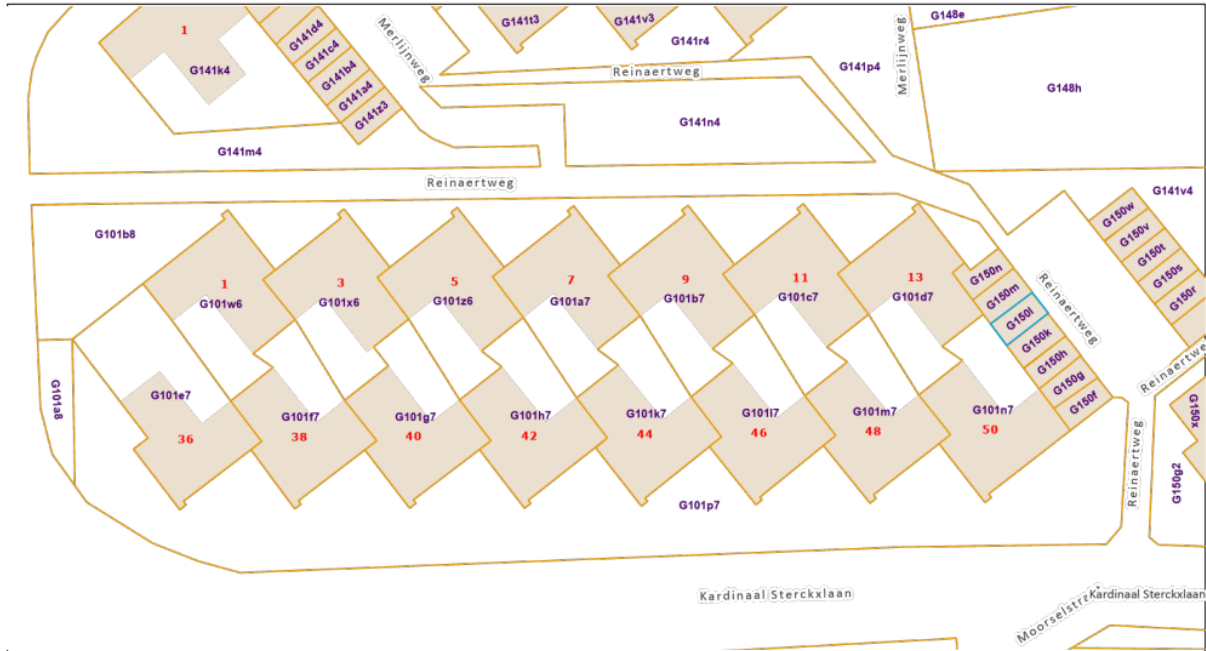 G141t3
G141v3
G148e
1
G141d4
G141c4
G141b4
G141a4
G141z3
G141k4
Merlijnweg
G141r4
Reinaertweg
G141p4
Merlijnweg
G148h
G141n4
G141m4
Reinaertweg
G141v4
G150w
G150v
G150t
G150s
G150r
G101b8
1
3
5
7
9
11
13
G101w6
G101x6
G101z6
G101a7
G101b7
G101c7
G101d7
G150n
G150m
G150l
G150k
G150h
G150g
G150f
Reinaertweg
Reinaertwe
G101a8
G101e7
G101f7
G101g7
G101h7
G101k7
G101l7
G101m7
G101n7
36
38
40
42
44
46
48
50
G150x
Reinaertweg
G150g2
G101p7
Kardinaal Sterckxlaan
Moorselstra
Kardinaal Sterckxlaan